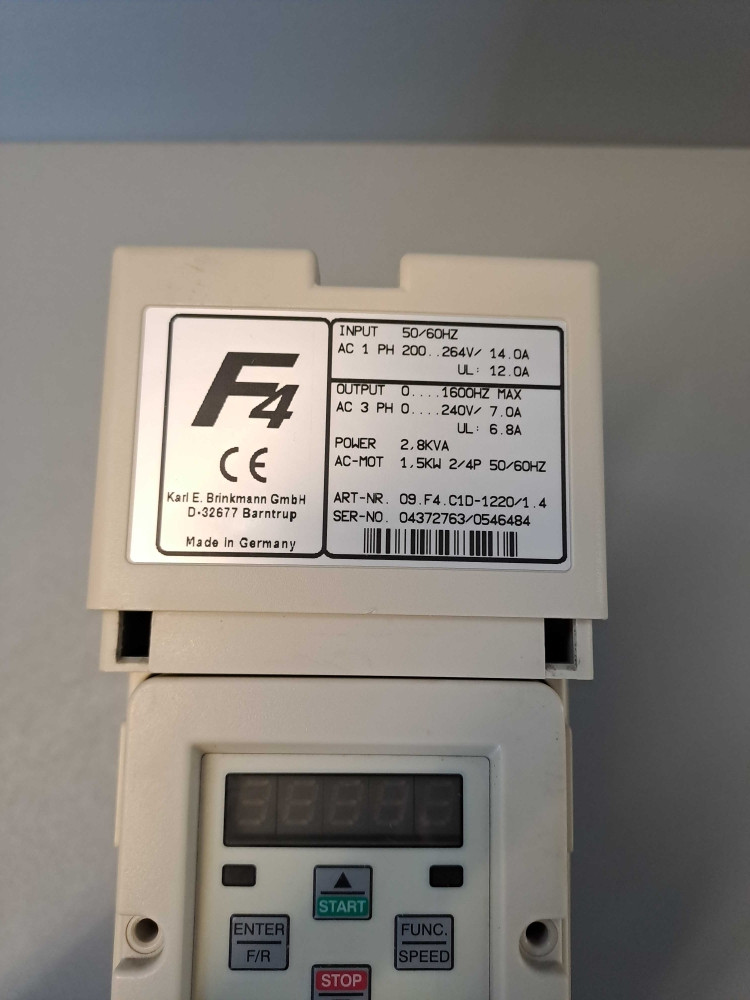 F4
CE
Karl E. Brinkmann GmbH
D-32677 Barntrup
Made in Germany
INPUT 50/60HZ
AC 1 PH 200..264V/ 14.0A
UL: 12.0A
OUTPUT 0....1600HZ MAX
AC 3 PH 0....240V/ 7.0A
UL: 6.8A
POWER 2,8KVA
AC-MOT 1,5KW 2/4P 50/60HZ
ART-NR. 09.F4.C1D-1220/1.4
SER-NO. 04372763/0546484
START
ENTER
F/R
FUNC.
SPEED
STOP